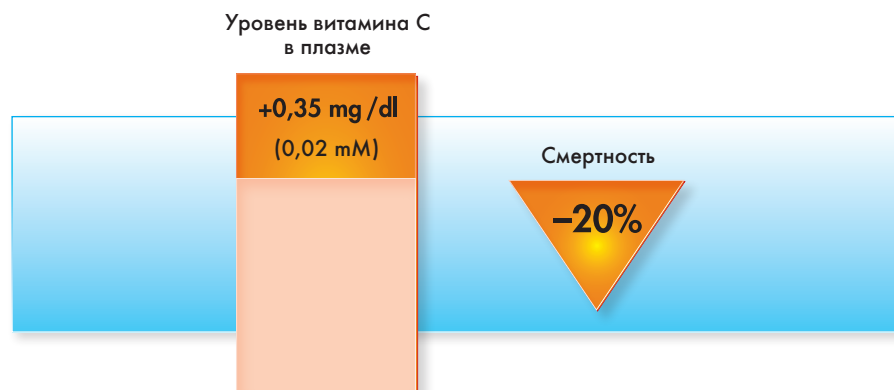 Уровень витамина С
в плазме
+0,35 mg/dl
(0,02 mM)
Смертность
–20%